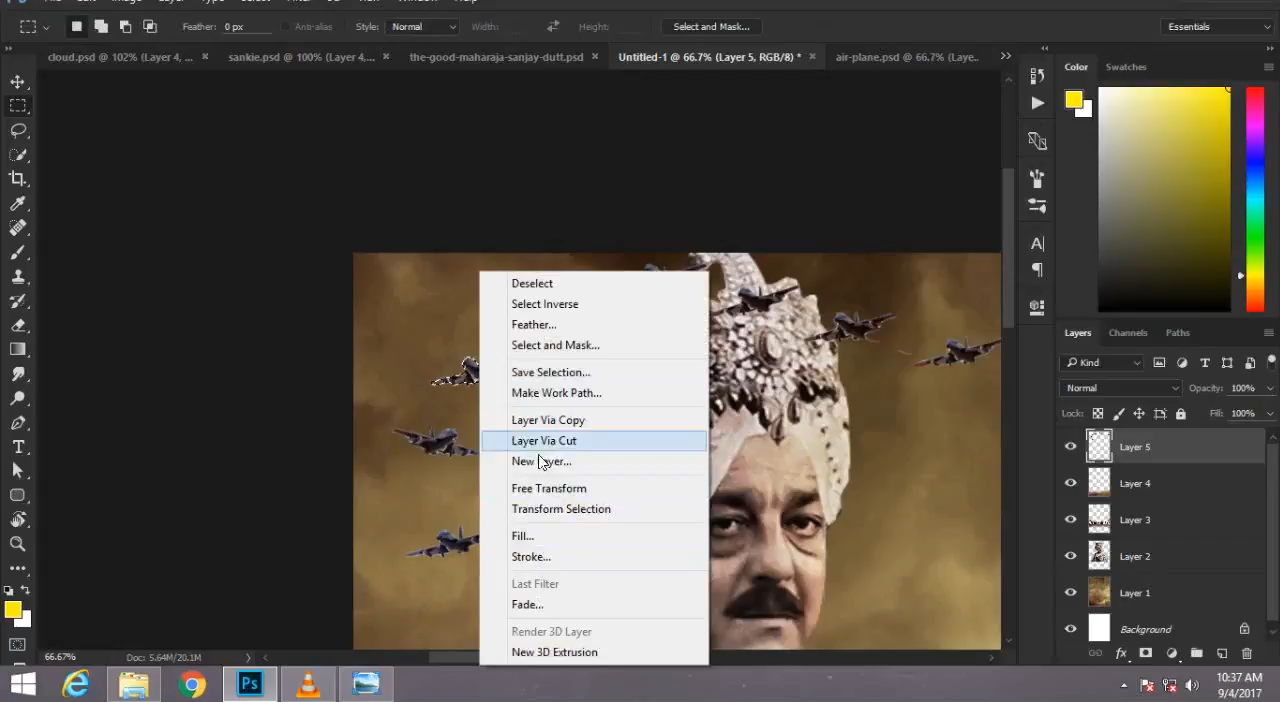 Feather: 0 px
Anti-alias
Style: Normal
Width:
Height:
Select and Mask...
Essentials
cloud.psd @ 102% (Layer 4, ...
sankie.psd @ 100% (Layer 4,...
the-good-maharaja-sanjay-dutt.psd
Untitled-1 @ 66.7% (Layer 5, RGB/8) *
air-plane.psd @ 66.7% (Laye..
Color
Swatches
Deselect
Select Inverse
Feather...
Select and Mask...
Save Selection...
Make Work Path...
Layer Via Copy
Layer Via Cut
New Layer...
Free Transform
Transform Selection
Fill...
Stroke...
Last Filter
Fade...
Render 3D Layer
New 3D Extrusion
Layers
Channels
Paths
Kind
Normal
Opacity: 100%
Lock:
Fill: 100%
Layer 5
Layer 4
Layer 3
Layer 2
Layer 1
Background
66.67%
Doc: 5.64M/20.1M
Ps
10:37 AM
9/4/2017